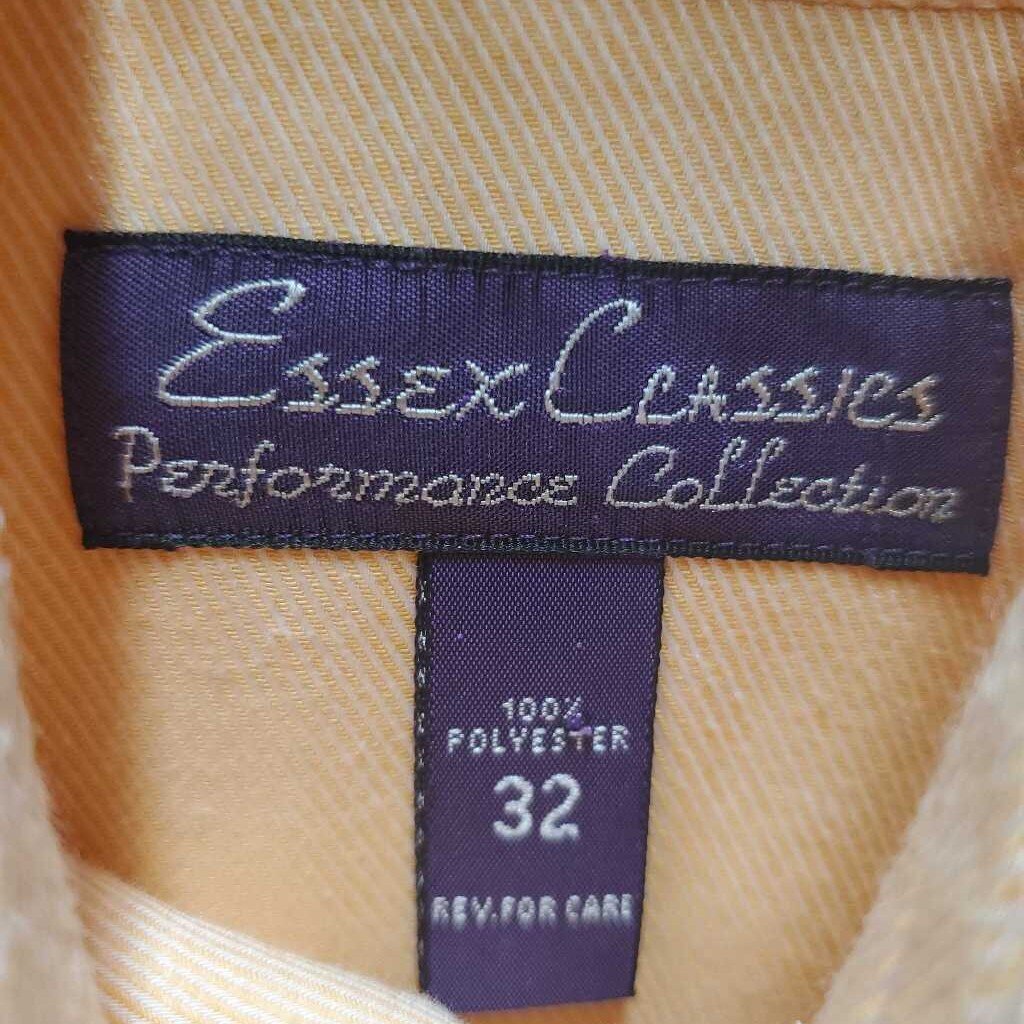 Essex Classics
Performance Collection
100%
POLYESTER
32
REV.FOR CARE